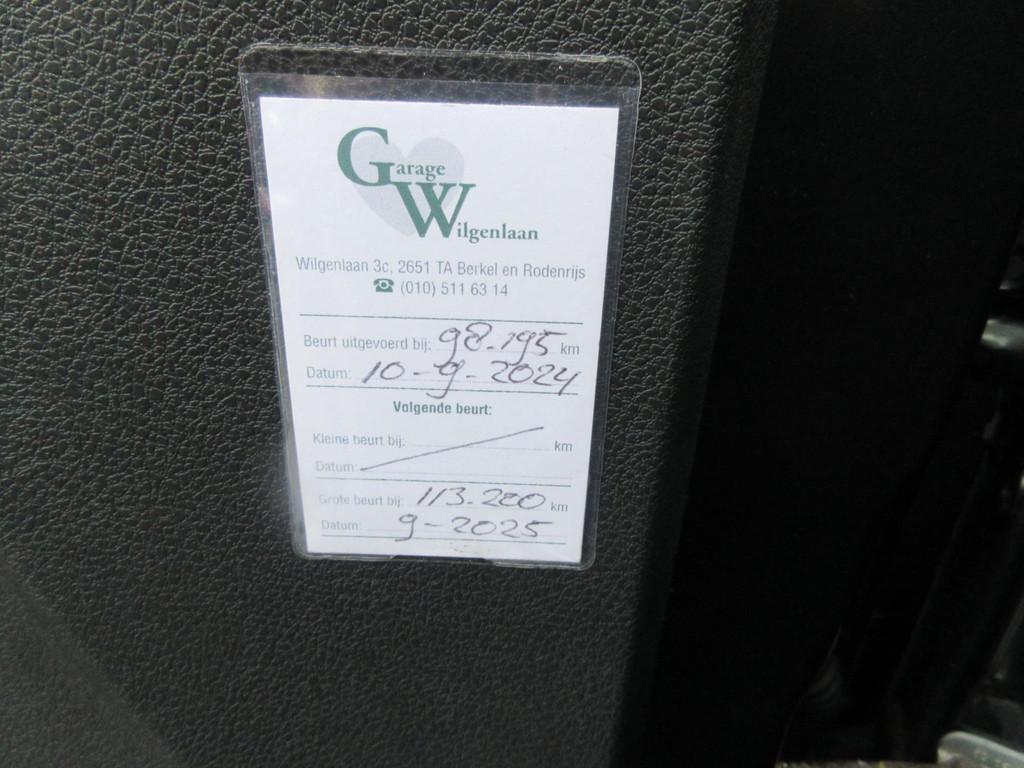 Garage
Wilgenlaan
Wilgenlaan 3c, 2651 TA Berkel en Rodenrijs
☎ (010) 511 63 14
Beurt uitgevoerd bij: 98.195 km
Datum: 10-9-2024
Volgende beurt:
Kleine beurt bij: km
Datum:
Grote beurt bij: 113.200 km
Datum: 9-2025